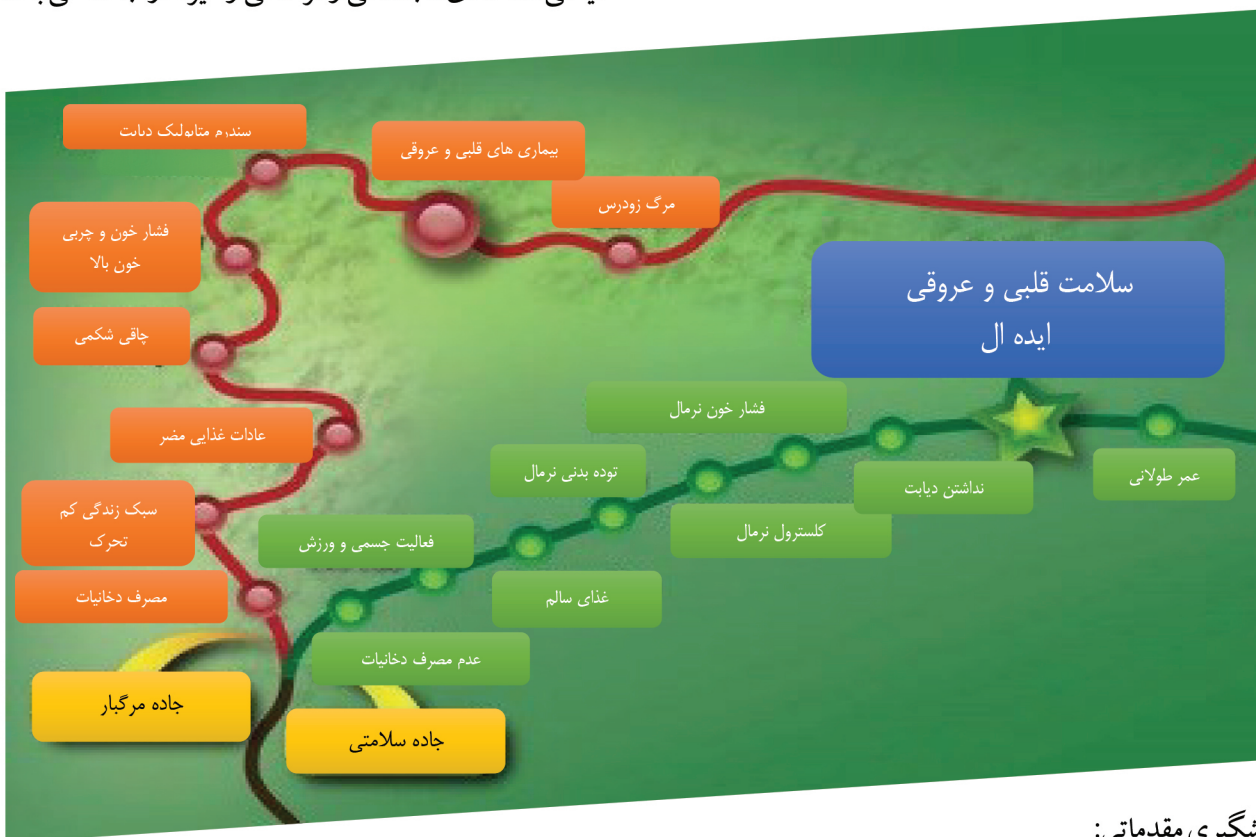 سندرم متابولیک دیابت
بیماری های قلبی و عروقی
مرگ زودرس
فشار خون و چربی
خون بالا
چاقی شکمی
عادات غذایی مضر
سبک زندگی کم
تحرک
مصرف دخانیات
جاده مرگبار
سلامت قلبی و عروقی
ایده ال
فشار خون نرمال
توده بدنی نرمال
عمر طولانی
نداشتن دیابت
کلسترول نرمال
فعالیت جسمی و ورزش
غذای سالم
عدم مصرف دخانیات
جاده سلامتی
مقدماتی: